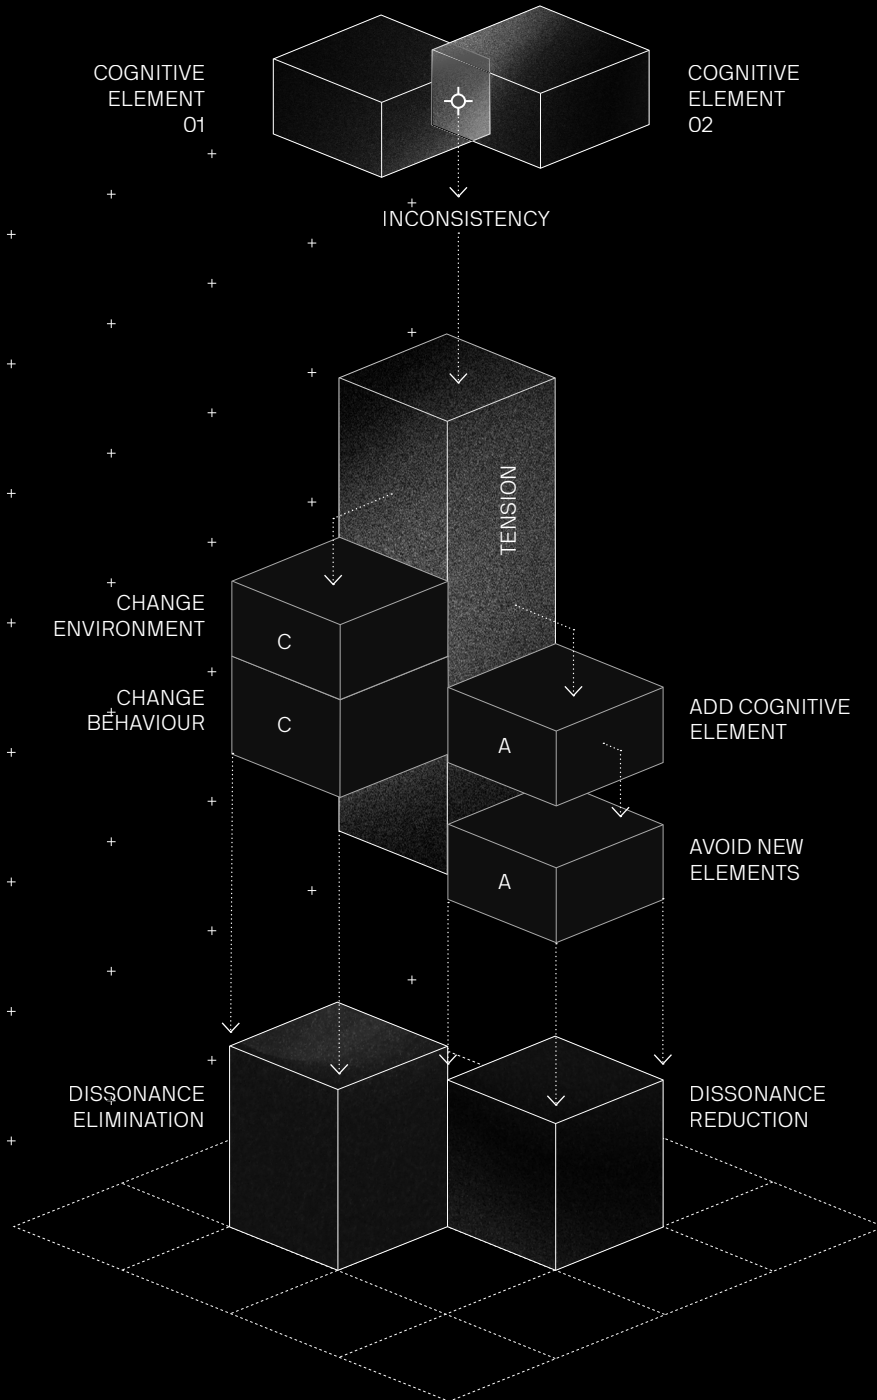 COGNITIVE
ELEMENT
01
COGNITIVE
ELEMENT
02
INCONSISTENCY
TENSION
CHANGE
ENVIRONMENT
C
CHANGE
BEHAVIOUR
C
ADD COGNITIVE
ELEMENT
A
AVOID NEW
ELEMENTS
A
DISSONANCE
ELIMINATION
DISSONANCE
REDUCTION